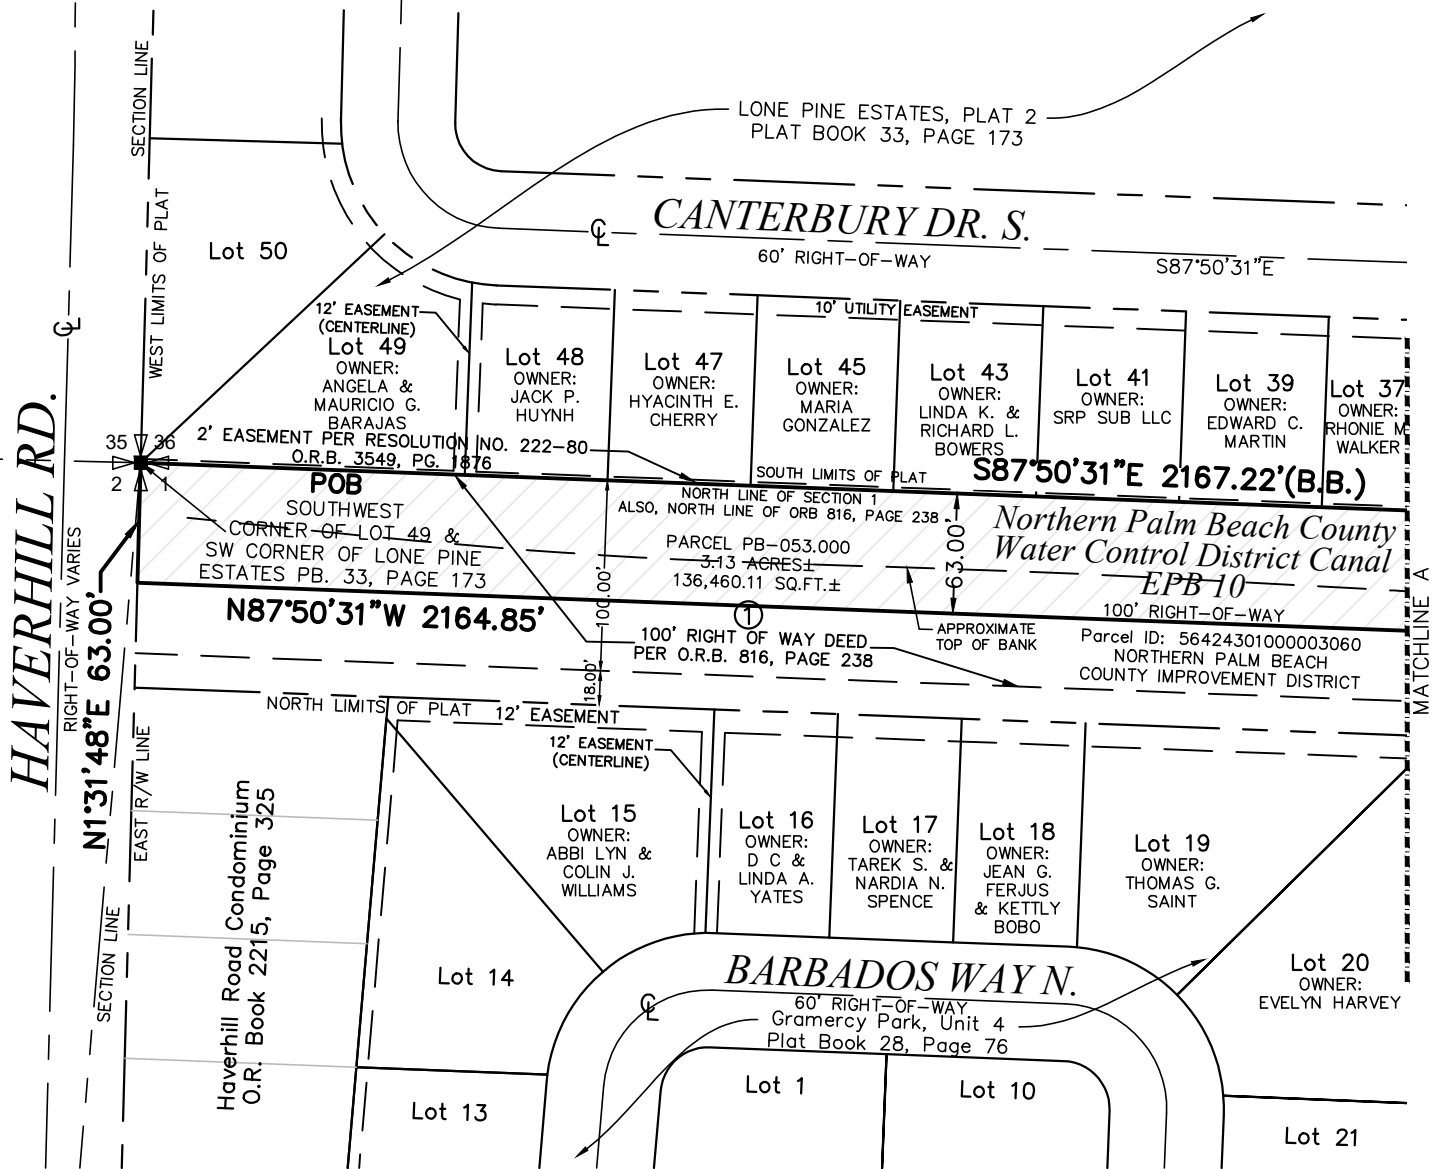 LONE PINE ESTATES, PLAT 2
PLAT BOOK 33, PAGE 173
SECTION LINE
WEST LIMITS OF PLAT
CANTERBURY DR. S.
60' RIGHT-OF-WAY
S87°50'31"E
Lot 50
12' EASEMENT
(CENTERLINE)
10' UTILITY EASEMENT
Lot 49
OWNER:
ANGELA &
MAURICIO G.
BARAJAS
Lot 48
OWNER:
JACK P.
HUYNH
Lot 47
OWNER:
HYACINTH E.
CHERRY
Lot 45
OWNER:
MARIA
GONZALEZ
Lot 43
OWNER:
LINDA K. &
RICHARD L.
BOWERS
Lot 41
OWNER:
SRP SUB LLC
Lot 39
OWNER:
EDWARD C.
MARTIN
Lot 37
OWNER:
RHONIE M
WALKER
35
36
2
1
2' EASEMENT PER RESOLUTION NO. 222-80
O.R.B. 3549, PG. 1876
SOUTH LIMITS OF PLAT
S87°50'31"E 2167.22'(B.B.)
POB
SOUTHWEST
CORNER OF LOT 49 &
SW CORNER OF LONE PINE
ESTATES PB. 33, PAGE 173
NORTH LINE OF SECTION 1
ALSO, NORTH LINE OF ORB 816, PAGE 238
PARCEL PB-053.000
3.13 ACRES±
136,460.11 SQ.FT.±
63.00'
100.00'
18.00'
Northern Palm Beach County
Water Control District Canal
EPB 10
100' RIGHT-OF-WAY
Parcel ID: 56424301000003060
NORTHERN PALM BEACH
COUNTY IMPROVEMENT DISTRICT
N87°50'31"W 2164.85'
1
100' RIGHT OF WAY DEED
PER O.R.B. 816, PAGE 238
APPROXIMATE
TOP OF BANK
MATCHLINE A
HAVERHILL RD.
RIGHT-OF-WAY VARIES
N1°31'48"E 63.00'
EAST R/W LINE
SECTION LINE
NORTH LIMITS OF PLAT
12' EASEMENT
12' EASEMENT
(CENTERLINE)
Haverhill Road Condominium
O.R. Book 2215, Page 325
Lot 15
OWNER:
ABBI LYN &
COLIN J.
WILLIAMS
Lot 16
OWNER:
D C &
LINDA A.
YATES
Lot 17
OWNER:
TAREK S. &
NARDIA N.
SPENCE
Lot 18
OWNER:
JEAN G.
FERJUS
& KETTLY
BOBO
Lot 19
OWNER:
THOMAS G.
SAINT
Lot 20
OWNER:
EVELYN HARVEY
Lot 14
BARBADOS WAY N.
60' RIGHT-OF-WAY
Gramercy Park, Unit 4
Plat Book 28, Page 76
Lot 13
Lot 1
Lot 10
Lot 21